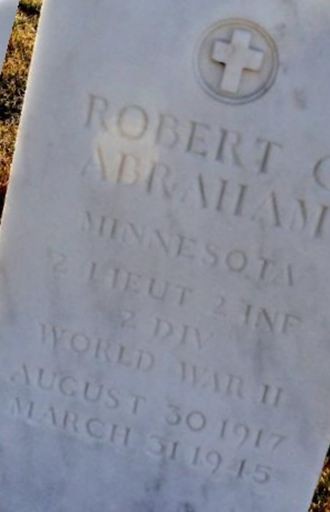 ROBERT C
ABRAHAM
MINNESOTA
2 LIEUT 2 INF
2 DIV
WORLD WAR II
AUGUST 30 1917
MARCH 31 1945